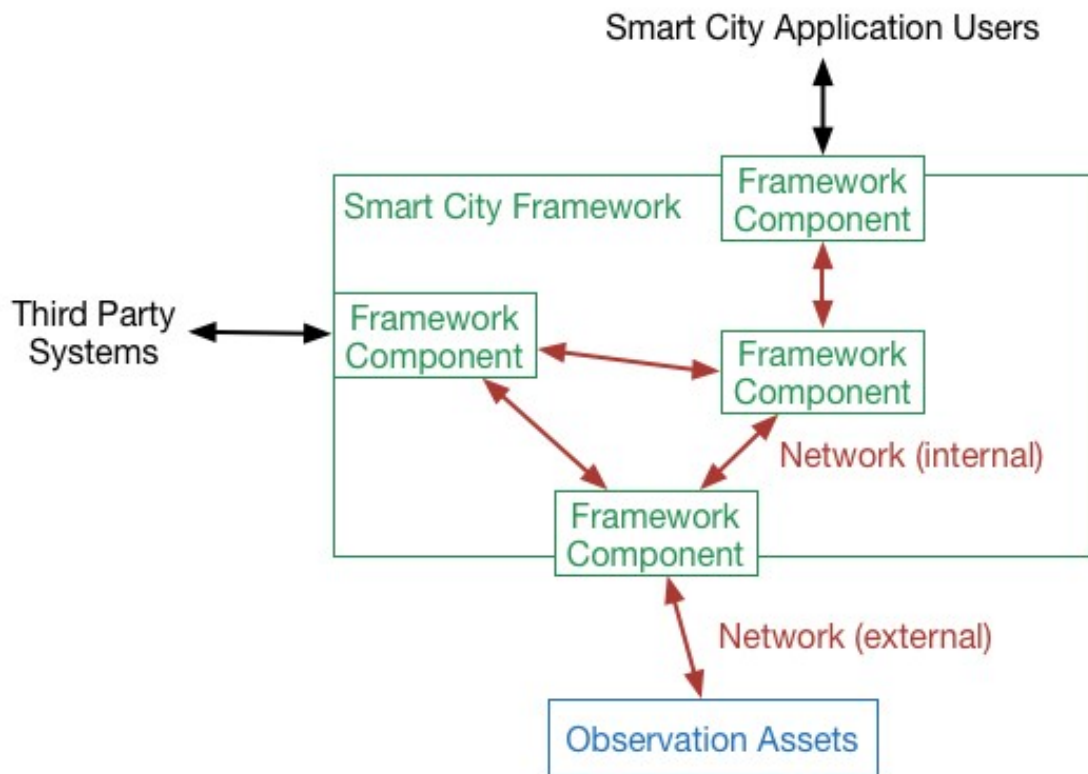 Smart City Application Users
Framework
Component
Smart City Framework
Third Party
Systems
Framework
Component
Framework
Component
Network (internal)
Framework
Component
Network (external)
Observation Assets